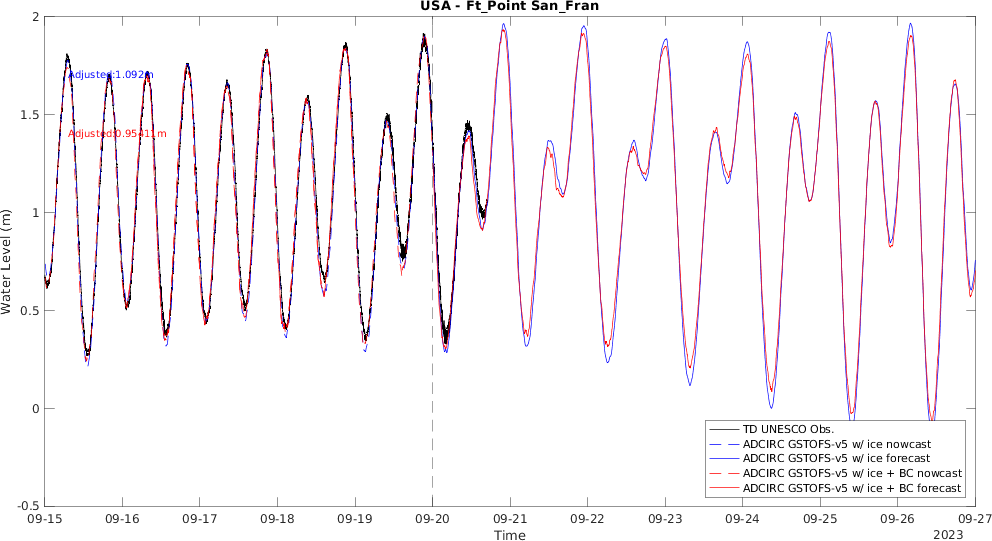 USA - Ft_Point San_Fran
2
1.5
1
0.5
0
-0.5
Water Level (m)
Adjusted:1.092m
Adjusted:0.95411m
TD UNESCO Obs.
ADCIRC GSTOFS-v5 w/ ice nowcast
ADCIRC GSTOFS-v5 w/ ice forecast
ADCIRC GSTOFS-v5 w/ ice + BC nowcast
ADCIRC GSTOFS-v5 w/ ice + BC forecast
09-15 09-16 09-17 09-18 09-19 09-20 09-21 09-22 09-23 09-24 09-25 09-26 09-27
Time
2023